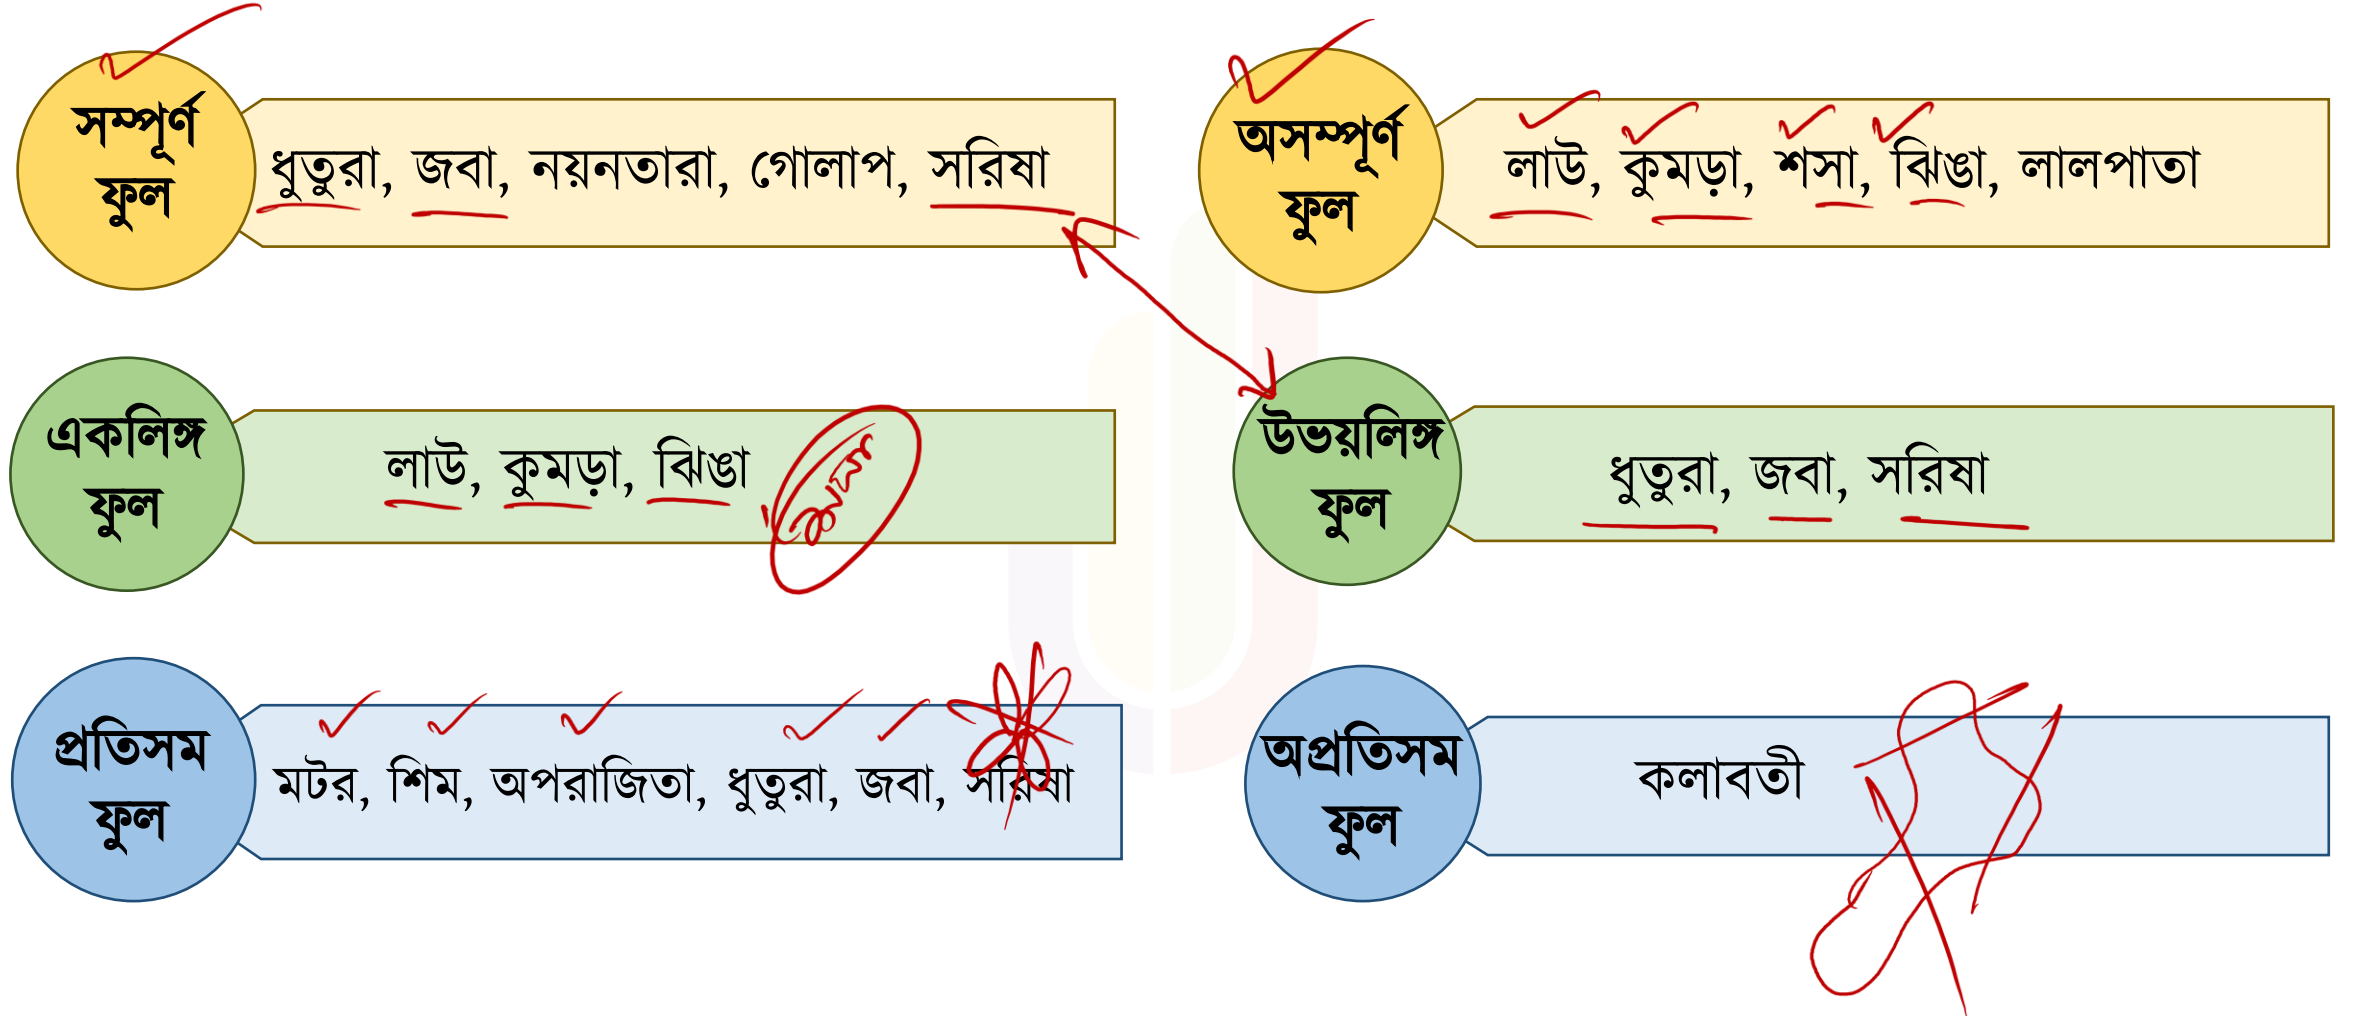 সম্পূর্ণ
ফুল
ধুতুরা, জবা, নয়নতারা, গোলাপ, সরিষা
অসম্পূর্ণ
ফুল
লাউ, কুমড়া, শসা, ঝিঙা, লালপাতা
একলিঙ্গ
ফুল
লাউ, কুমড়া, ঝিঙা
উভয়লিঙ্গ
ফুল
ধুতুরা, জবা, সরিষা
প্রতিসম
ফুল
মটর, শিম, অপরাজিতা, ধুতুরা, জবা, সরিষা
অপ্রতিসম
ফুল
কলাবতী